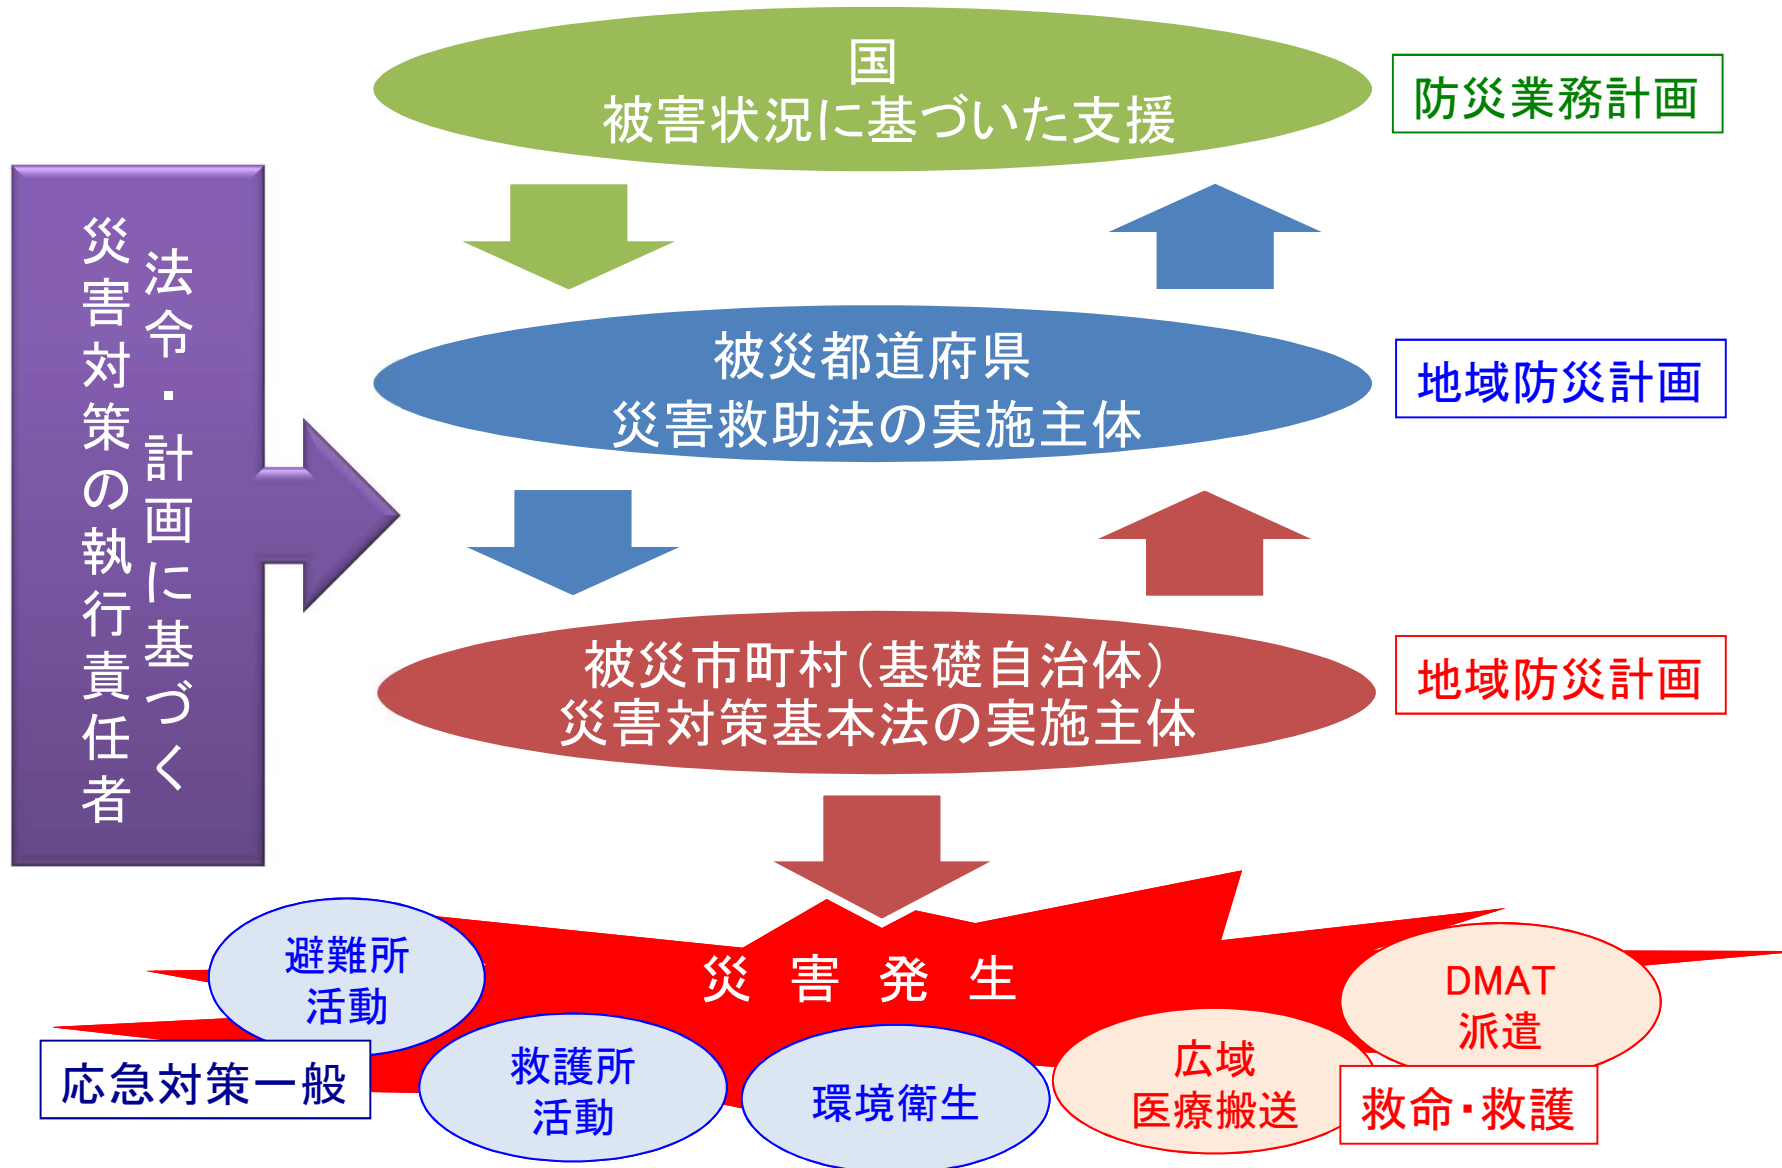 国
被害状況に基づいた支援
防災業務計画
法令・計画に基づく
災害対策の執行責任者
被災都道府県
災害救助法の実施主体
地域防災計画
被災市町村（基礎自治体）
災害対策基本法の実施主体
地域防災計画
災害発生
避難所
活動
応急対策一般
救護所
活動
環境衛生
広域
医療搬送
DMAT
派遣
救命・救護